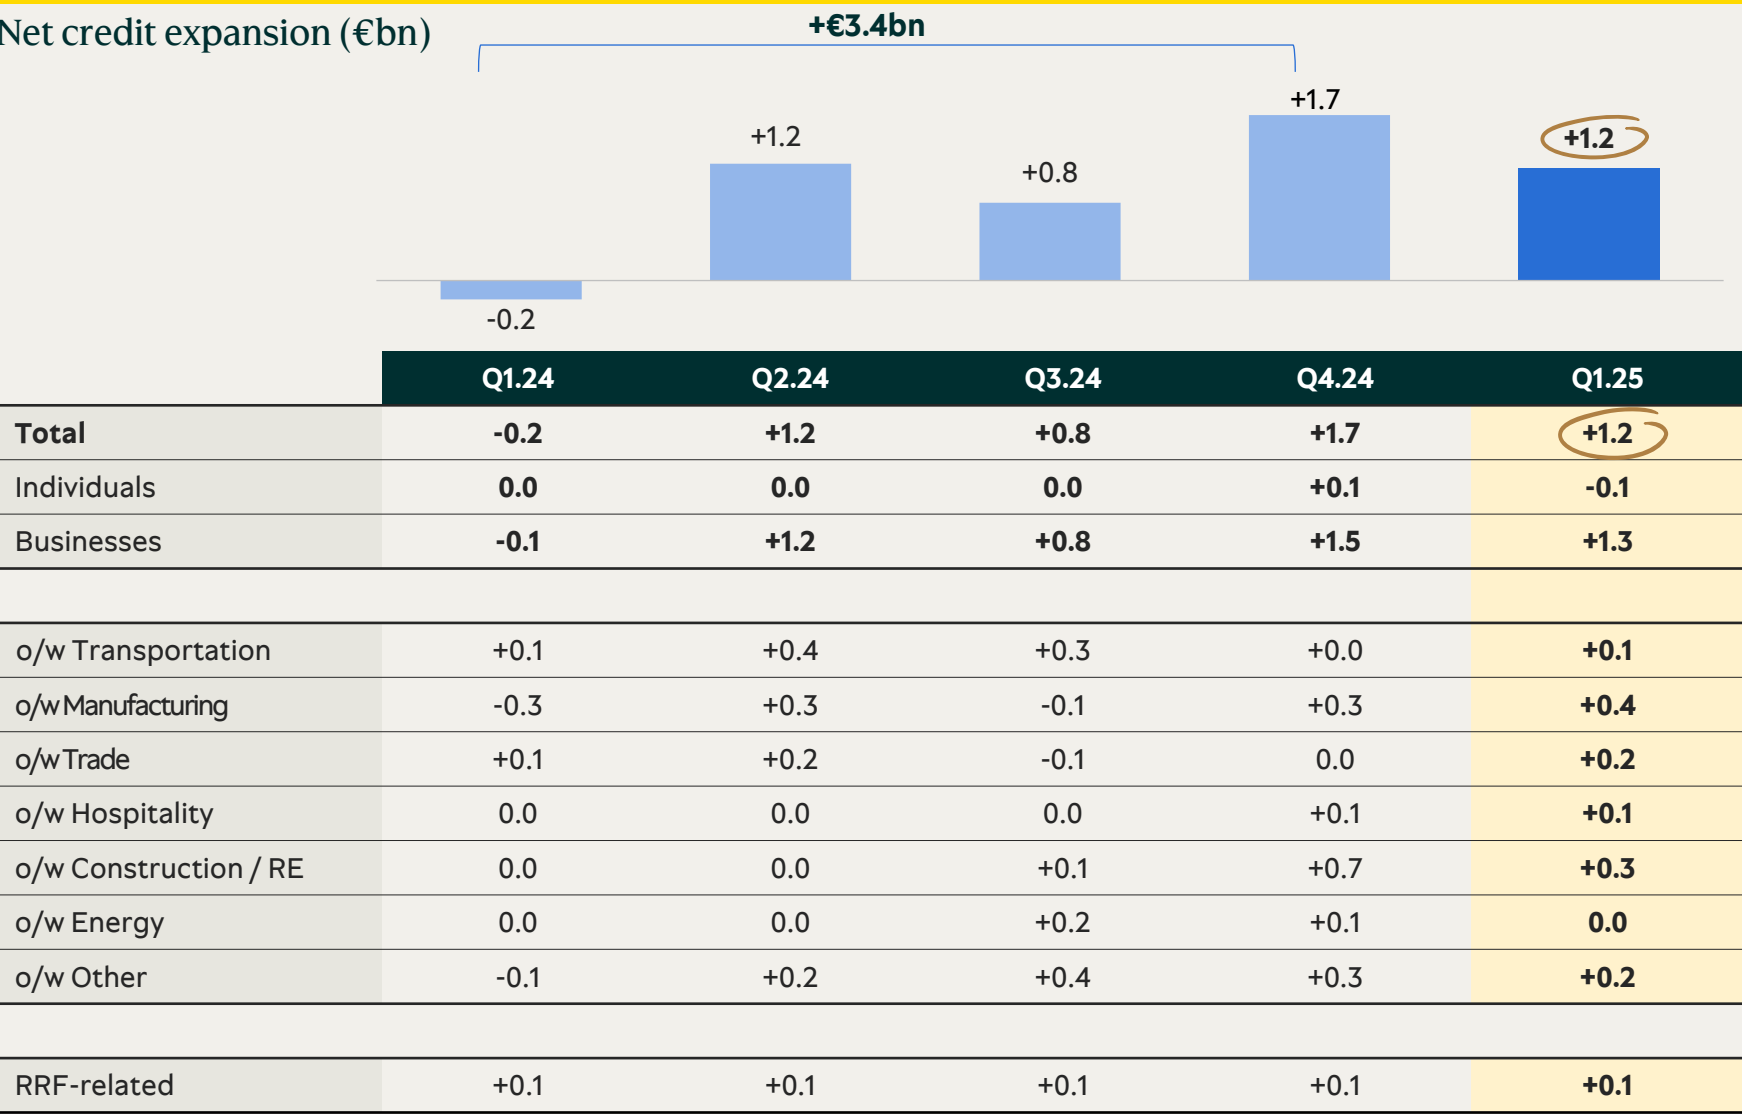 Net credit expansion (€bn)
+€3.4bn
-0.2
+1.2
+0.8
+1.7
+1.2
Q1.24 Q2.24 Q3.24 Q4.24 Q1.25
Total -0.2 +1.2 +0.8 +1.7 +1.2
Individuals 0.0 0.0 0.0 +0.1 -0.1
Businesses -0.1 +1.2 +0.8 +1.5 +1.3
o/w Transportation +0.1 +0.4 +0.3 +0.0 +0.1
o/w Manufacturing -0.3 +0.3 -0.1 +0.3 +0.4
o/w Trade +0.1 +0.2 -0.1 0.0 +0.2
o/w Hospitality 0.0 0.0 0.0 +0.1 +0.1
o/w Construction / RE 0.0 0.0 +0.1 +0.7 +0.3
o/w Energy 0.0 0.0 +0.2 +0.1 0.0
o/w Other -0.1 +0.2 +0.4 +0.3 +0.2
RRF-related +0.1 +0.1 +0.1 +0.1 +0.1